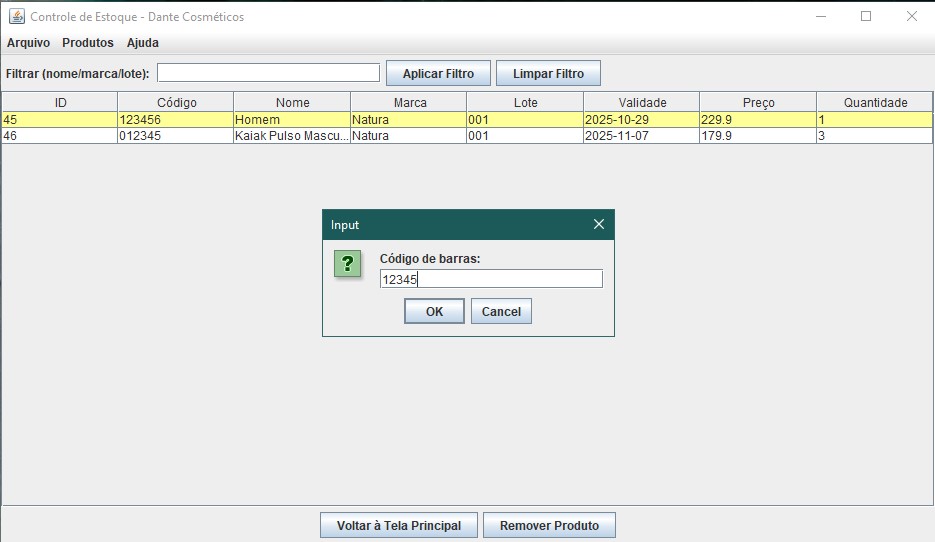 Controle de Estoque - Dante Cosméticos
Arquivo Produtos Ajuda
Filtrar (nome/marca/lote): Aplicar Filtro Limpar Filtro
ID Código Nome Marca Lote Validade Preço Quantidade
45 123456 Homem Natura 001 2025-10-29 229.9 1
46 012345 Kaiak Pulso Mascu... Natura 001 2025-11-07 179.9 3
Input
?
Código de barras:
12345
OK Cancel
Voltar à Tela Principal Remover Produto